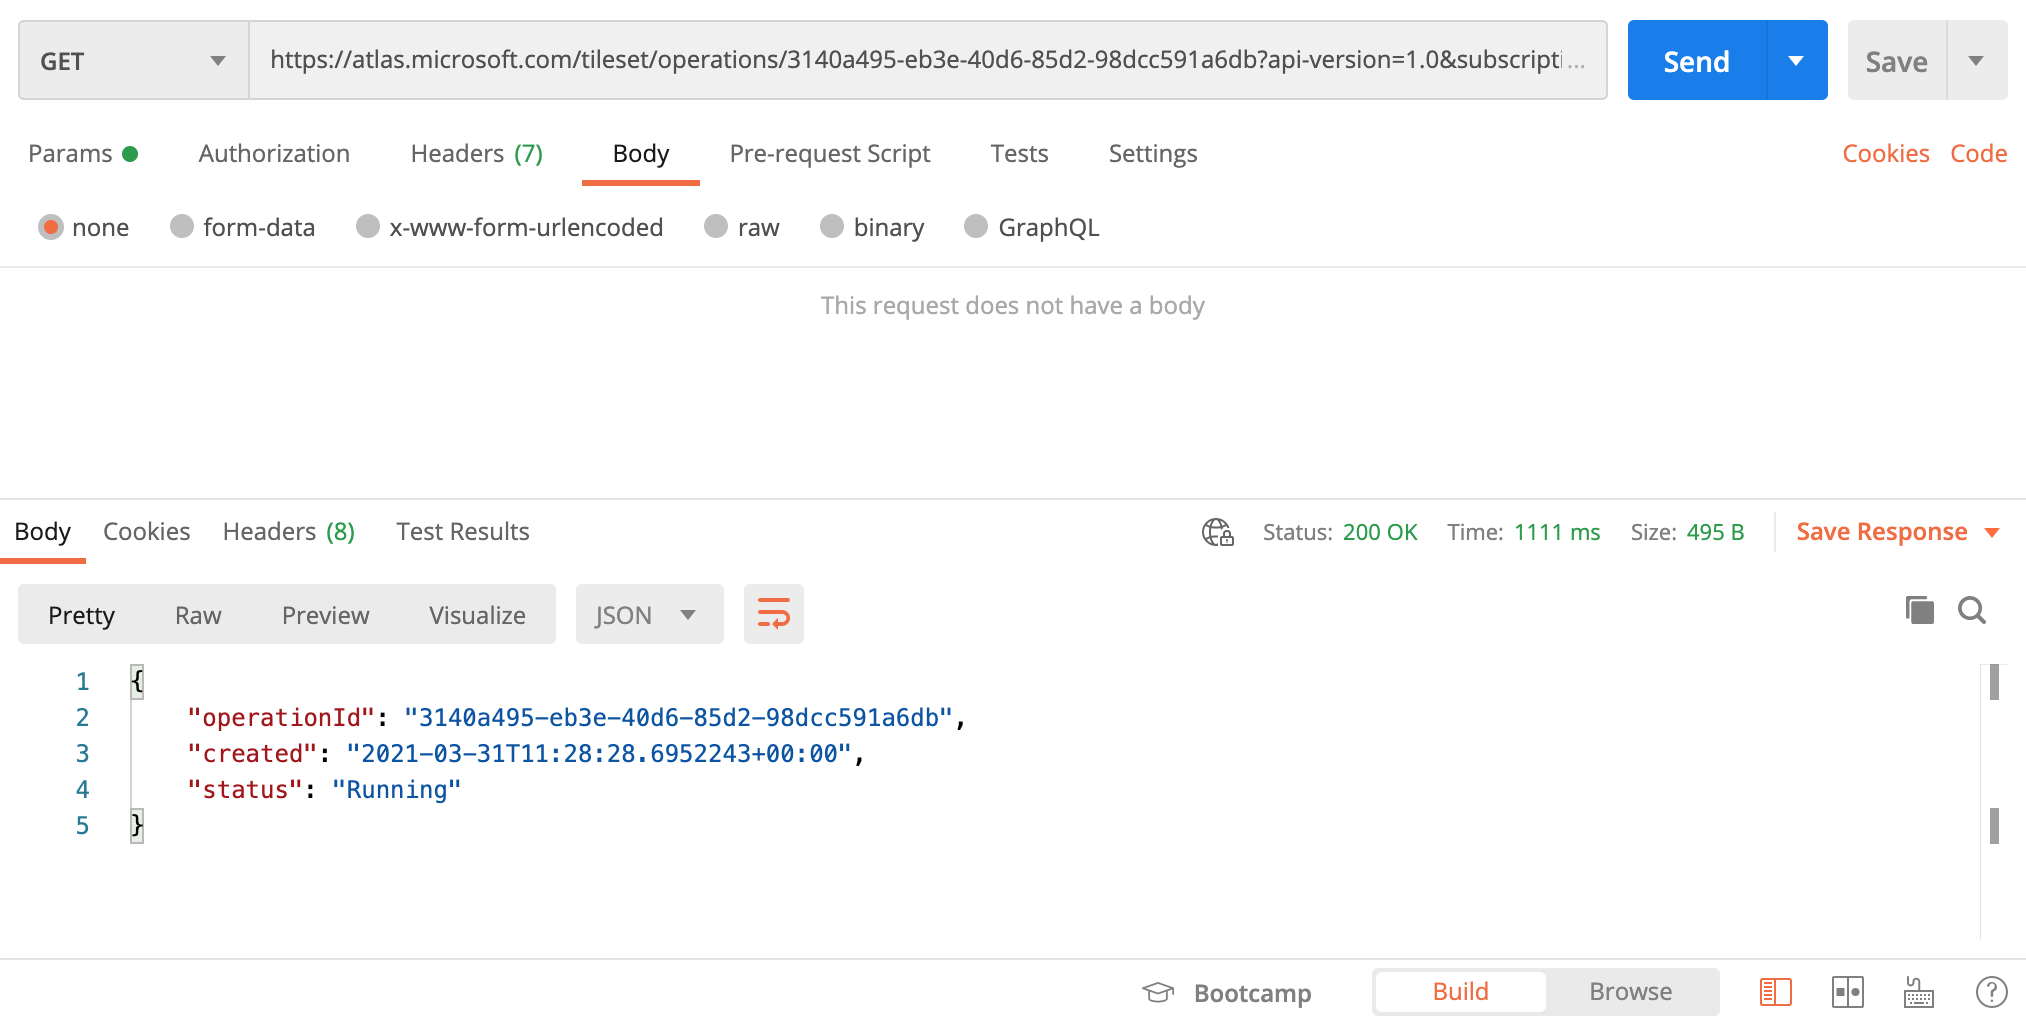 GET https://atlas.microsoft.com/tileset/operations/3140a495-eb3e-40d6-85d2-98dcc591a6db?api-version=1.0&subscripti... Send Save
Params Authorization Headers (7) Body Pre-request Script Tests Settings Cookies Code
none form-data x-www-form-urlencoded raw binary GraphQL
This request does not have a body
Body Cookies Headers (8) Test Results Status: 200 OK Time: 1111 ms Size: 495 B Save Response
Pretty Raw Preview Visualize JSON
1 {
2 "operationId": "3140a495-eb3e-40d6-85d2-98dcc591a6db",
3 "created": "2021-03-31T11:28:28.6952243+00:00",
4 "status": "Running"
5 }
Bootcamp Build Browse ?